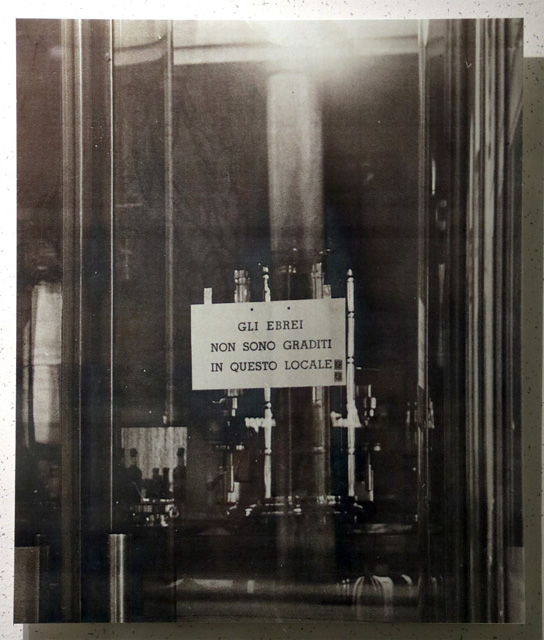 GLI EBREI
NON SONO GRADITI
IN QUESTO LOCALE